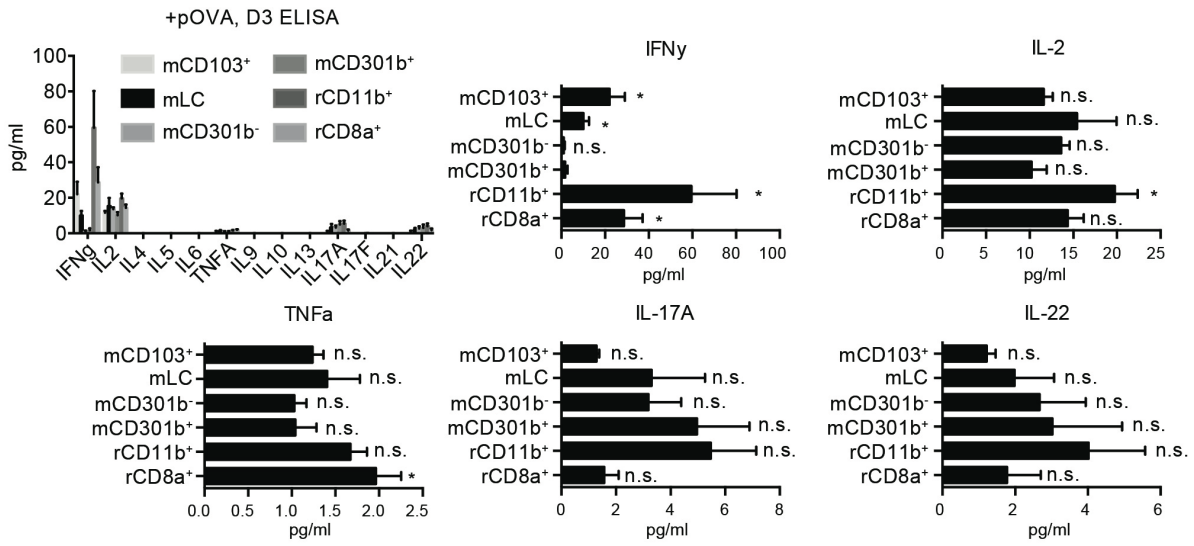 +pOVA, D3 ELISA
pg/ml
100
80
60
40
20
0
mCD103⁺
mLC
mCD301b⁻
mCD301b⁺
rCD11b⁺
rCD8a⁺
IFNg
IL2
IL4
IL5
IL6
TNFA
IL9
IL10
IL13
IL17A
IL17F
IL21
IL22
IFNy
mCD103⁺ *
mLC *
mCD301b⁻ n.s.
mCD301b⁺
rCD11b⁺ *
rCD8a⁺ *
0 20 40 60 80 100
pg/ml
IL-2
mCD103⁺ n.s.
mLC n.s.
mCD301b⁻ n.s.
mCD301b⁺ n.s.
rCD11b⁺ *
rCD8a⁺ n.s.
0 5 10 15 20 25
pg/ml
TNFa
mCD103⁺ n.s.
mLC n.s.
mCD301b⁻ n.s.
mCD301b⁺ n.s.
rCD11b⁺ n.s.
rCD8a⁺ *
0.0 0.5 1.0 1.5 2.0 2.5
pg/ml
IL-17A
mCD103⁺ n.s.
mLC n.s.
mCD301b⁻ n.s.
mCD301b⁺ n.s.
rCD11b⁺ n.s.
rCD8a⁺ n.s.
0 2 4 6 8
pg/ml
IL-22
mCD103⁺ n.s.
mLC n.s.
mCD301b⁻ n.s.
mCD301b⁺ n.s.
rCD11b⁺ n.s.
rCD8a⁺ n.s.
0 2 4 6
pg/ml